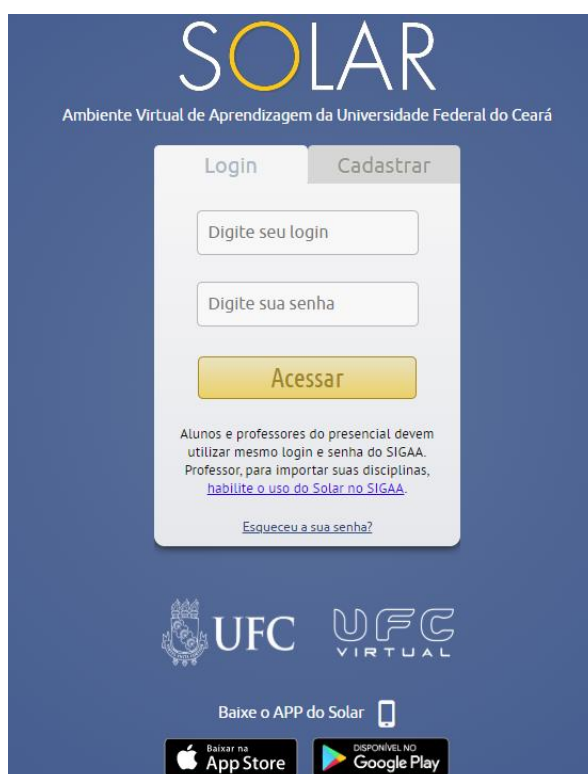 SOLAR
Ambiente Virtual de Aprendizagem da Universidade Federal do Ceará
Login
Cadastrar
Digite seu login
Digite sua senha
Acessar
Alunos e professores do presencial devem
utilizar mesmo login e senha do SIGAA.
Professor, para importar suas disciplinas,
habilite o uso do Solar no SIGAA.
Esqueceu a sua senha?
UFC
UFC
VIRTUAL
Baixe o APP do Solar
Baixar na
App Store
DISPONÍVEL NO
Google Play